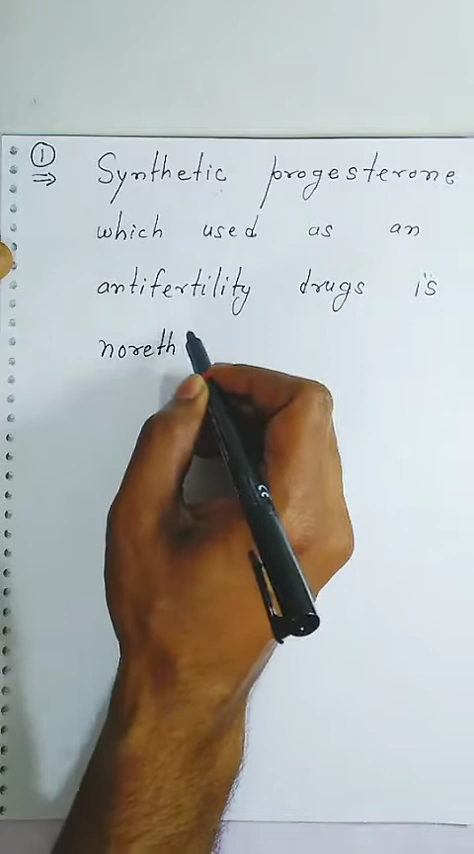 ① Synthetic progesterone
⇒ which used as an
antifertility drugs is
noreth